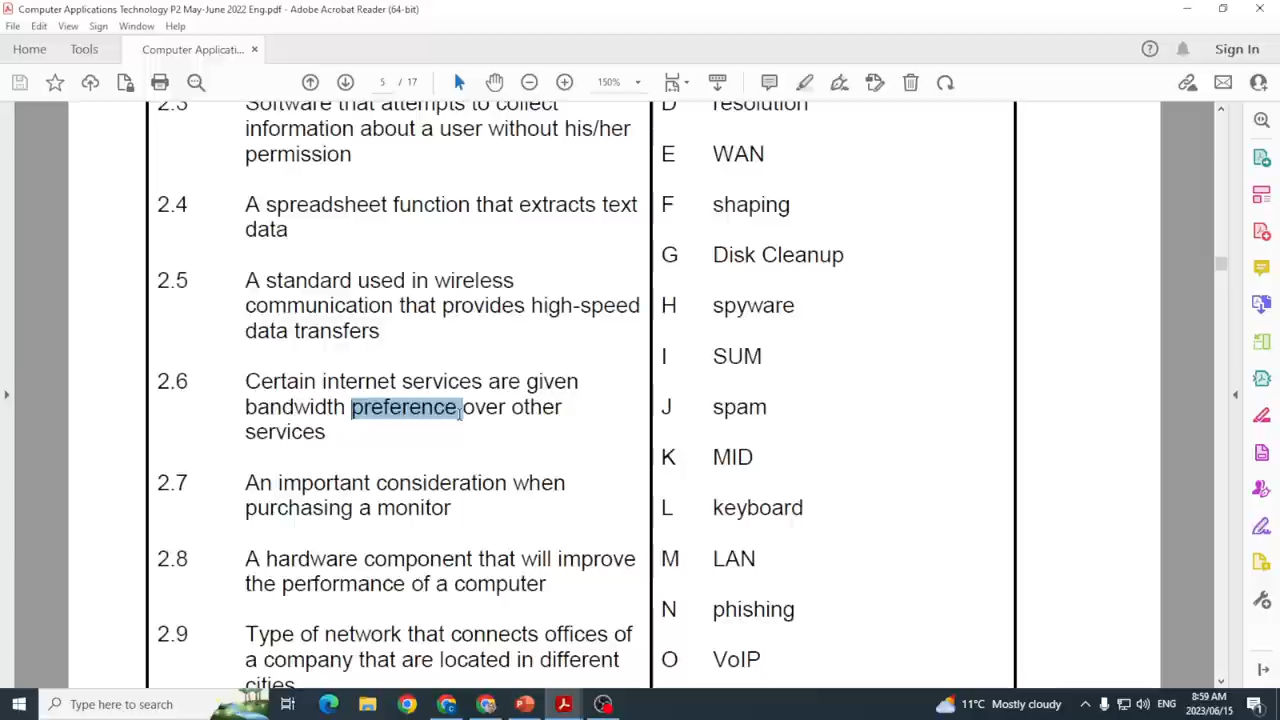 Computer Applications Technology P2 May-June 2022 Eng.pdf - Adobe Acrobat Reader (64-bit)
File Edit View Sign Window Help
Home Tools Computer Applicati... Sign In
5 / 17 150%
2.3 Software that attempts to collect
information about a user without his/her
permission
2.4 A spreadsheet function that extracts text
data
2.5 A standard used in wireless
communication that provides high-speed
data transfers
2.6 Certain internet services are given
bandwidth preference over other
services
2.7 An important consideration when
purchasing a monitor
2.8 A hardware component that will improve
the performance of a computer
2.9 Type of network that connects offices of
a company that are located in different
cities
D resolution
E WAN
F shaping
G Disk Cleanup
H spyware
I SUM
J spam
K MID
L keyboard
M LAN
N phishing
O VoIP
Type here to search
11°C Mostly cloudy
ENG
8:59 AM
2023/06/15